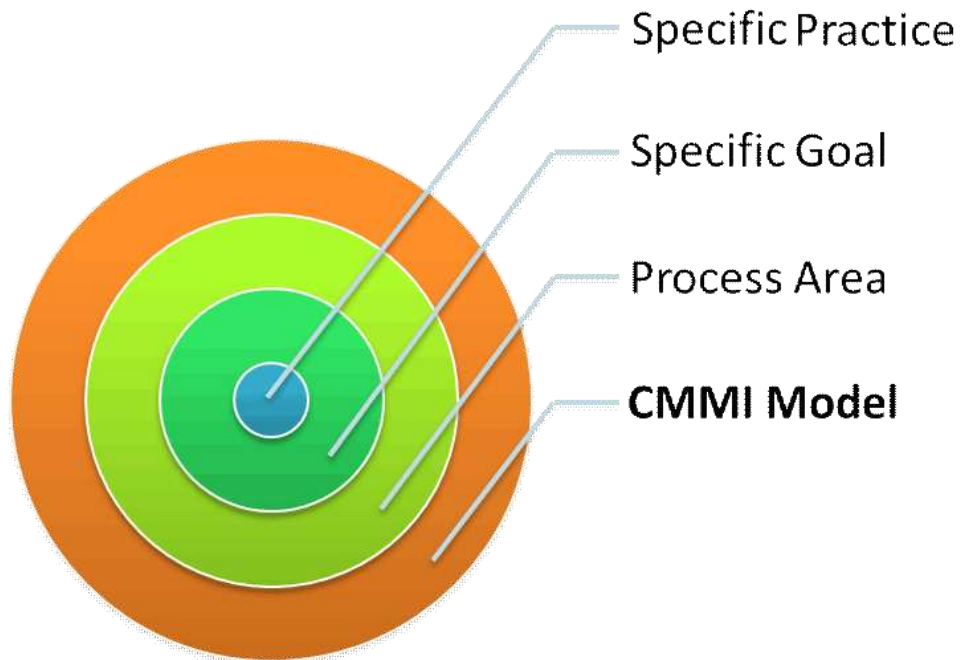 Specific Practice
Specific Goal
Process Area
CMMI Model